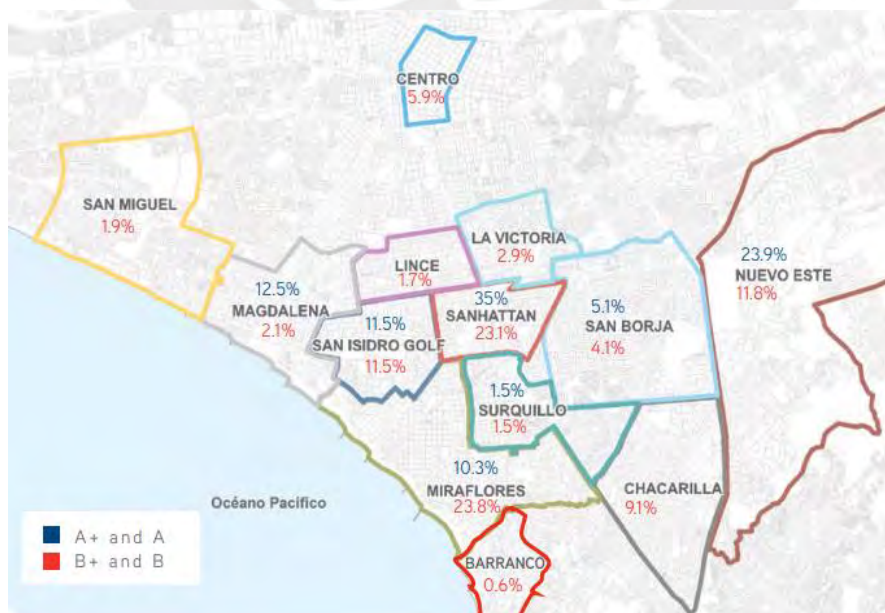 CENTRO
5.9%
SAN MIGUEL
1.9%
LA VICTORIA
2.9%
LINCE
1.7%
23.9%
NUEVO ESTE
11.8%
12.5%
MAGDALENA
2.1%
35%
SANHATTAN
23.1%
5.1%
SAN BORJA
4.1%
11.5%
SAN ISIDRO GOLF
11.5%
1.5%
SURQUILLO
1.5%
10.3%
MIRAFLORES
23.8%
CHACARILLA
9.1%
Océano Pacifico
BARRANCO
0.6%
A+ and A
B+ and B